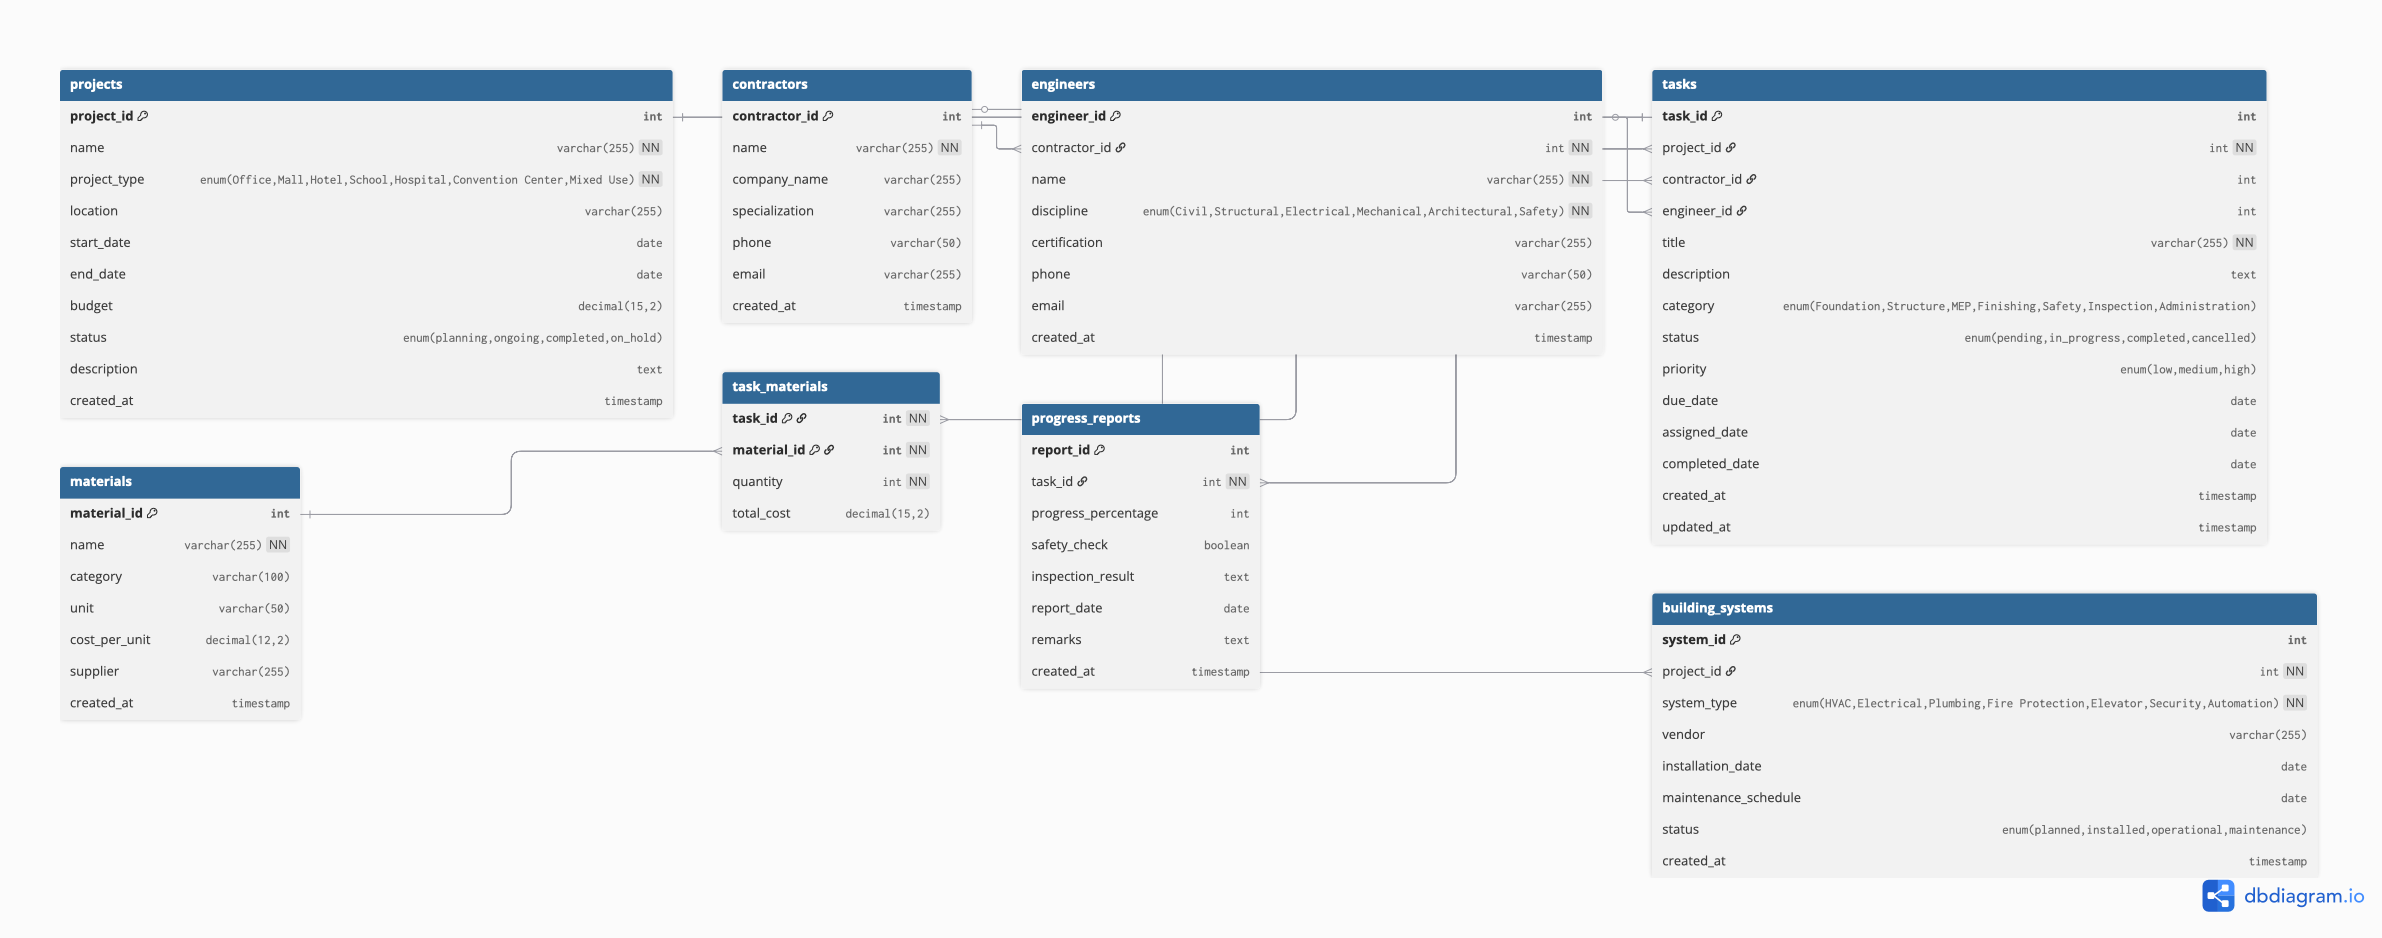 projects
project_id int
name varchar(255) NN
project_type enum(Office,Mall,Hotel,School,Hospital,Convention Center,Mixed Use) NN
location varchar(255)
start_date date
end_date date
budget decimal(15,2)
status enum(planning,ongoing,completed,on_hold)
description text
created_at timestamp
contractors
contractor_id int
name varchar(255) NN
company_name varchar(255)
specialization varchar(255)
phone varchar(50)
email varchar(255)
created_at timestamp
engineers
engineer_id int
contractor_id int NN
name varchar(255) NN
discipline enum(Civil,Structural,Electrical,Mechanical,Architectural,Safety) NN
certification varchar(255)
phone varchar(50)
email varchar(255)
created_at timestamp
tasks
task_id int
project_id int NN
contractor_id int
engineer_id int
title varchar(255) NN
description text
category enum(Foundation,Structure,MEP,Finishing,Safety,Inspection,Administration)
status enum(pending,in_progress,completed,cancelled)
priority enum(low,medium,high)
due_date date
assigned_date date
completed_date date
created_at timestamp
updated_at timestamp
task_materials
task_id int NN
material_id int NN
quantity int NN
total_cost decimal(15,2)
progress_reports
report_id int
task_id int NN
progress_percentage int
safety_check boolean
inspection_result text
report_date date
remarks text
created_at timestamp
materials
material_id int
name varchar(255) NN
category varchar(100)
unit varchar(50)
cost_per_unit decimal(12,2)
supplier varchar(255)
created_at timestamp
building_systems
system_id int
project_id int NN
system_type enum(HVAC,Electrical,Plumbing,Fire Protection,Elevator,Security,Automation) NN
vendor varchar(255)
installation_date date
maintenance_schedule date
status enum(planned,installed,operational,maintenance)
created_at timestamp
dbdiagram.io